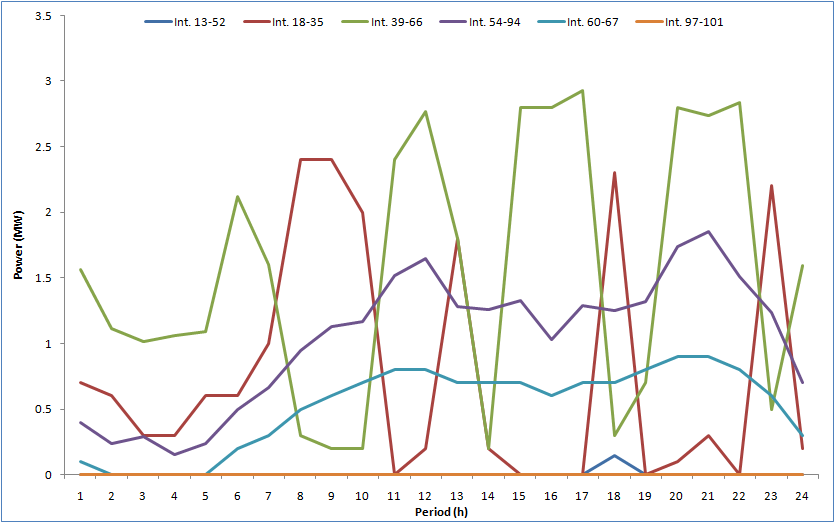 Int. 13-52 Int. 18-35 Int. 39-66 Int. 54-94 Int. 60-67 Int. 97-101
3.5
3
2.5
2
1.5
1
0.5
0
Power (MW)
1 2 3 4 5 6 7 8 9 10 11 12 13 14 15 16 17 18 19 20 21 22 23 24
Period (h)